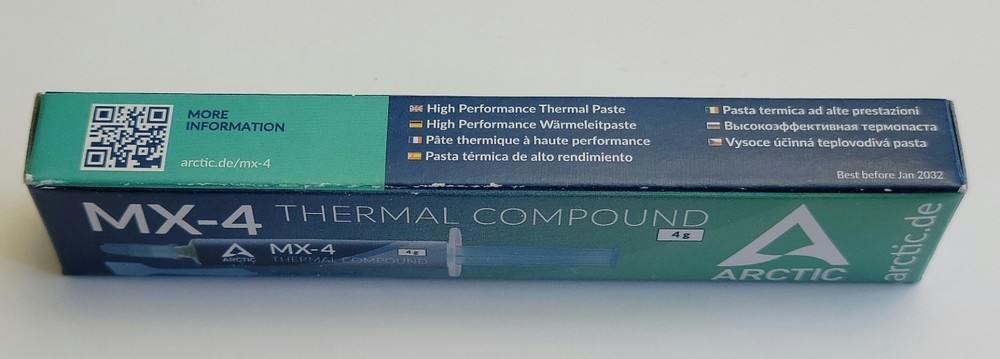 MORE
INFORMATION
arctic.de/mx-4
High Performance Thermal Paste
High Performance Wärmeleitpaste
Pâte thermique à haute performance
Pasta térmica de alto rendimiento
Pasta termica ad alte prestazioni
Высокоэффективная термопаста
Vysoce účinná teplovodivá pasta
Best before Jan 2032
MX-4 THERMAL COMPOUND
4 g
MX-4
4 g
THERMAL COMPOUND
ARCTIC
ARCTIC
arctic.de